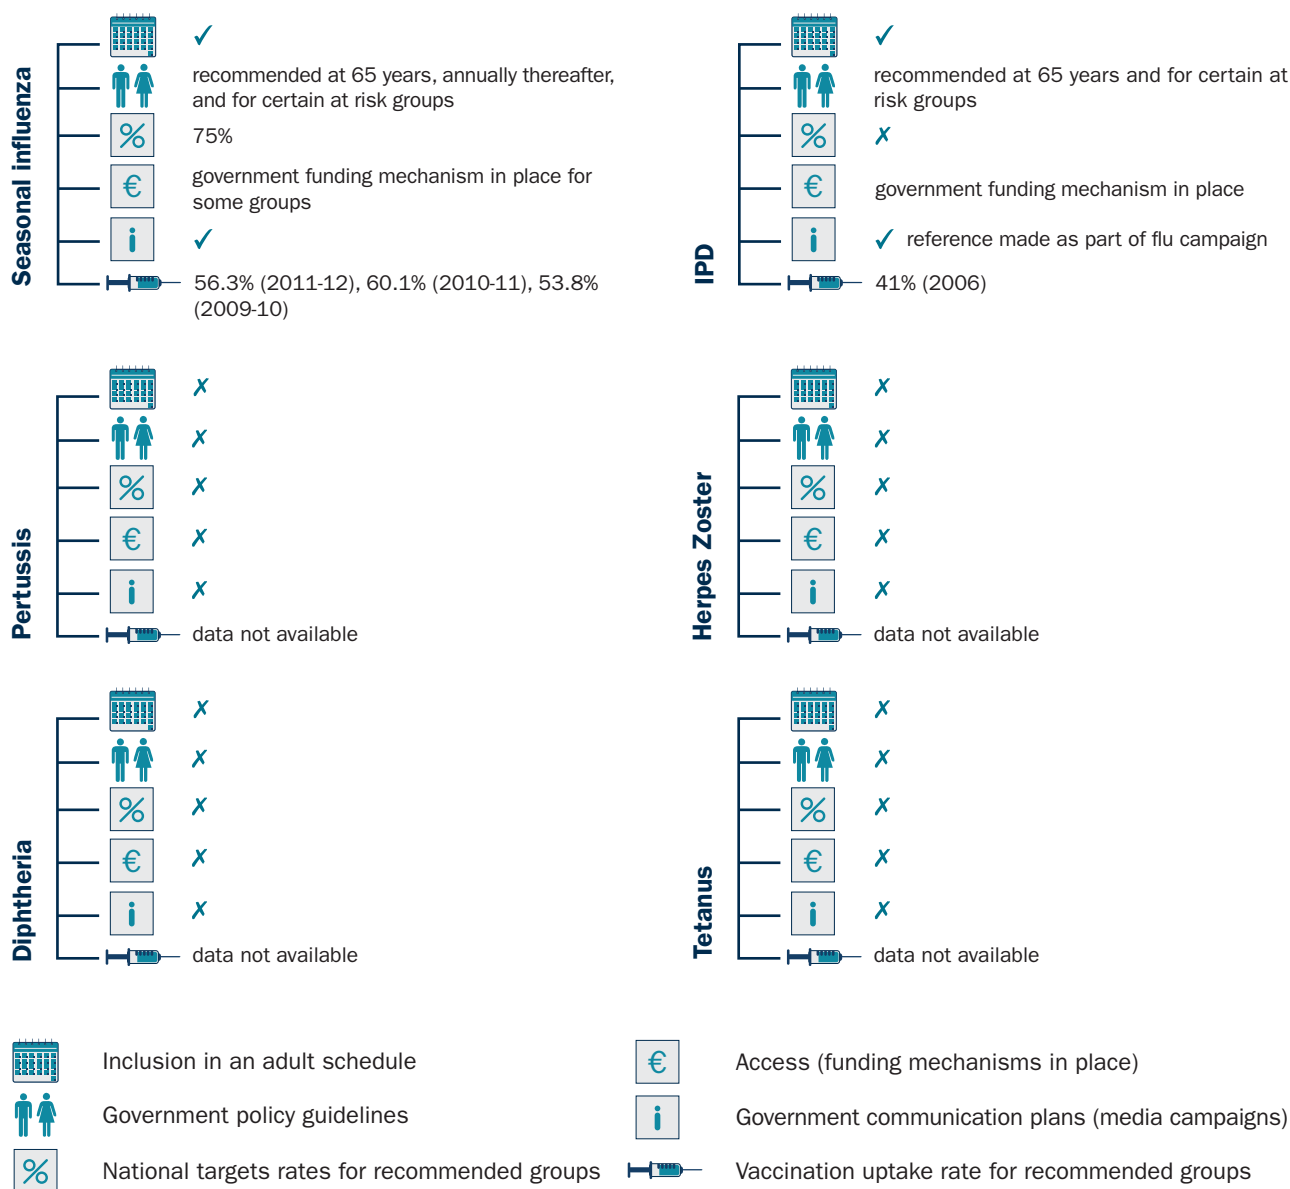 Seasonal influenza
✓
recommended at 65 years, annually thereafter,
and for certain at risk groups
%
75%
€
government funding mechanism in place for
some groups
i
✓
56.3% (2011-12), 60.1% (2010-11), 53.8%
(2009-10)
IPD
✓
recommended at 65 years and for certain at
risk groups
%
✗
€
government funding mechanism in place
i
✓ reference made as part of flu campaign
41% (2006)
Pertussis
✗
✗
%
✗
€
✗
i
✗
data not available
Herpes Zoster
✗
✗
%
✗
€
✗
i
✗
data not available
Diphtheria
✗
✗
%
✗
€
✗
i
✗
data not available
Tetanus
✗
✗
%
✗
€
✗
i
✗
data not available
Inclusion in an adult schedule
Government policy guidelines
%
National targets rates for recommended groups
€
Access (funding mechanisms in place)
i
Government communication plans (media campaigns)
Vaccination uptake rate for recommended groups